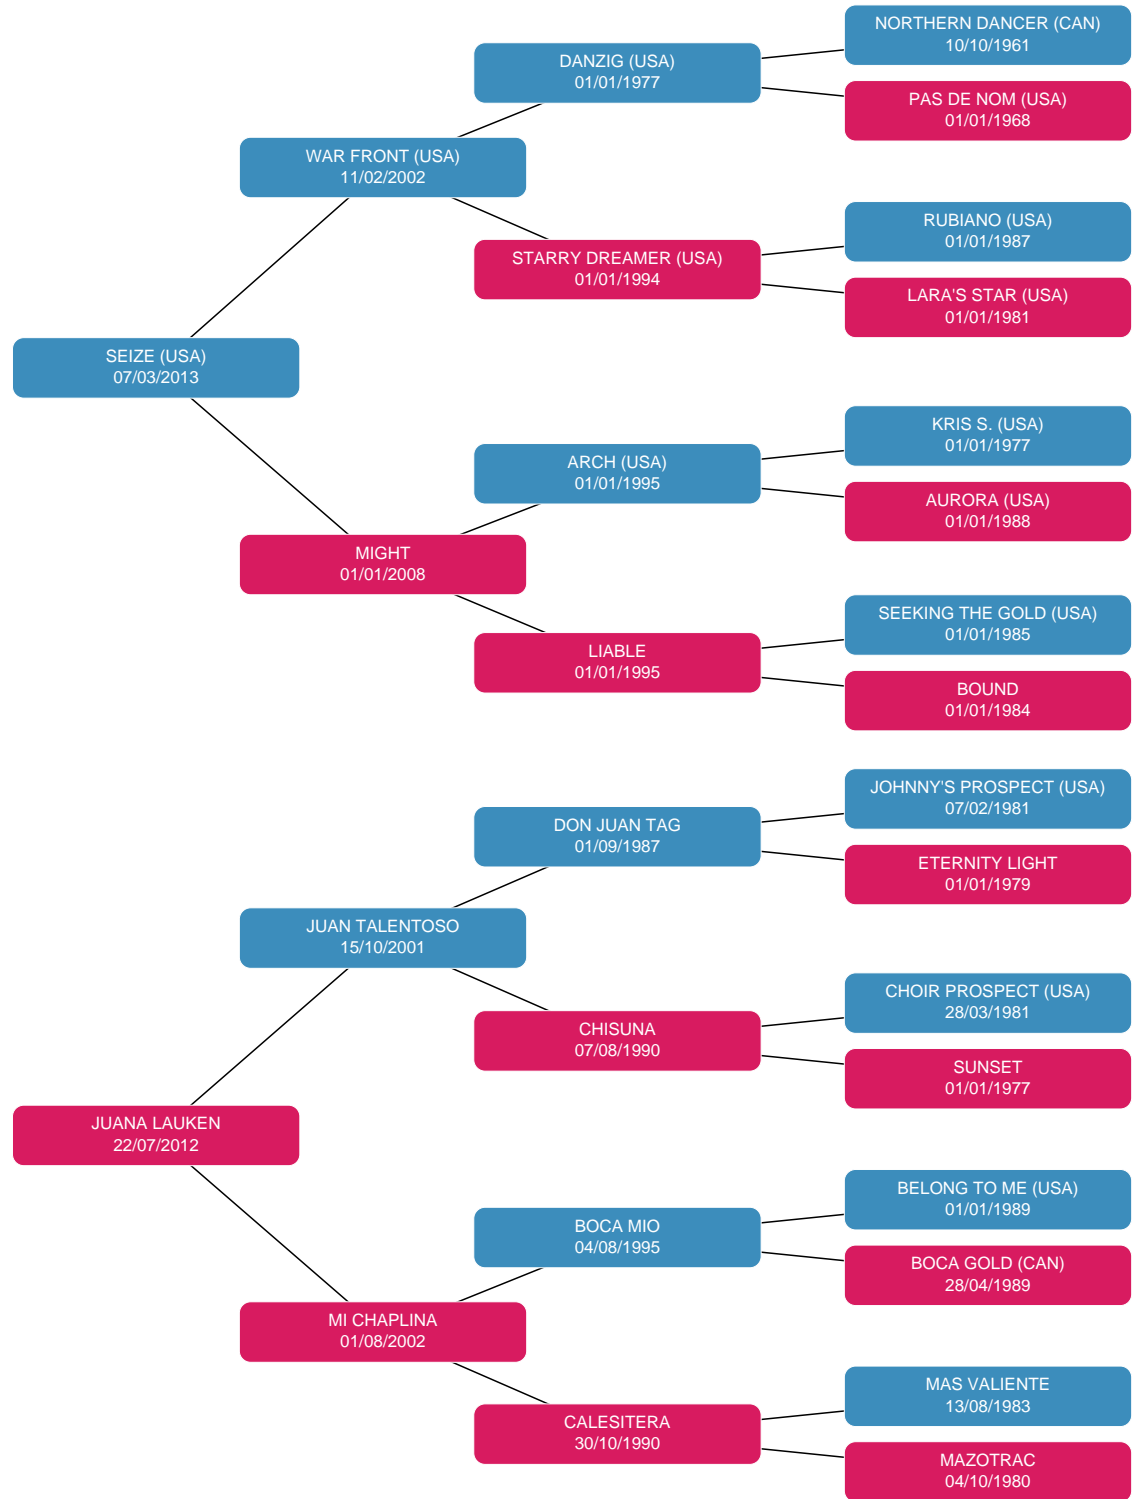 NORTHERN DANCER (CAN)
10/10/1961
DANZIG (USA)
01/01/1977
PAS DE NOM (USA)
01/01/1968
WAR FRONT (USA)
11/02/2002
RUBIANO (USA)
01/01/1987
STARRY DREAMER (USA)
01/01/1994
LARA'S STAR (USA)
01/01/1981
SEIZE (USA)
07/03/2013
KRIS S. (USA)
01/01/1977
ARCH (USA)
01/01/1995
AURORA (USA)
01/01/1988
MIGHT
01/01/2008
SEEKING THE GOLD (USA)
01/01/1985
LIABLE
01/01/1995
BOUND
01/01/1984
JOHNNY'S PROSPECT (USA)
07/02/1981
DON JUAN TAG
01/09/1987
ETERNITY LIGHT
01/01/1979
JUAN TALENTOSO
15/10/2001
CHOIR PROSPECT (USA)
28/03/1981
CHISUNA
07/08/1990
SUNSET
01/01/1977
JUANA LAUKEN
22/07/2012
BELONG TO ME (USA)
01/01/1989
BOCA MIO
04/08/1995
BOCA GOLD (CAN)
28/04/1989
MI CHAPLINA
01/08/2002
MAS VALIENTE
13/08/1983
CALESITERA
30/10/1990
MAZOTRAC
04/10/1980